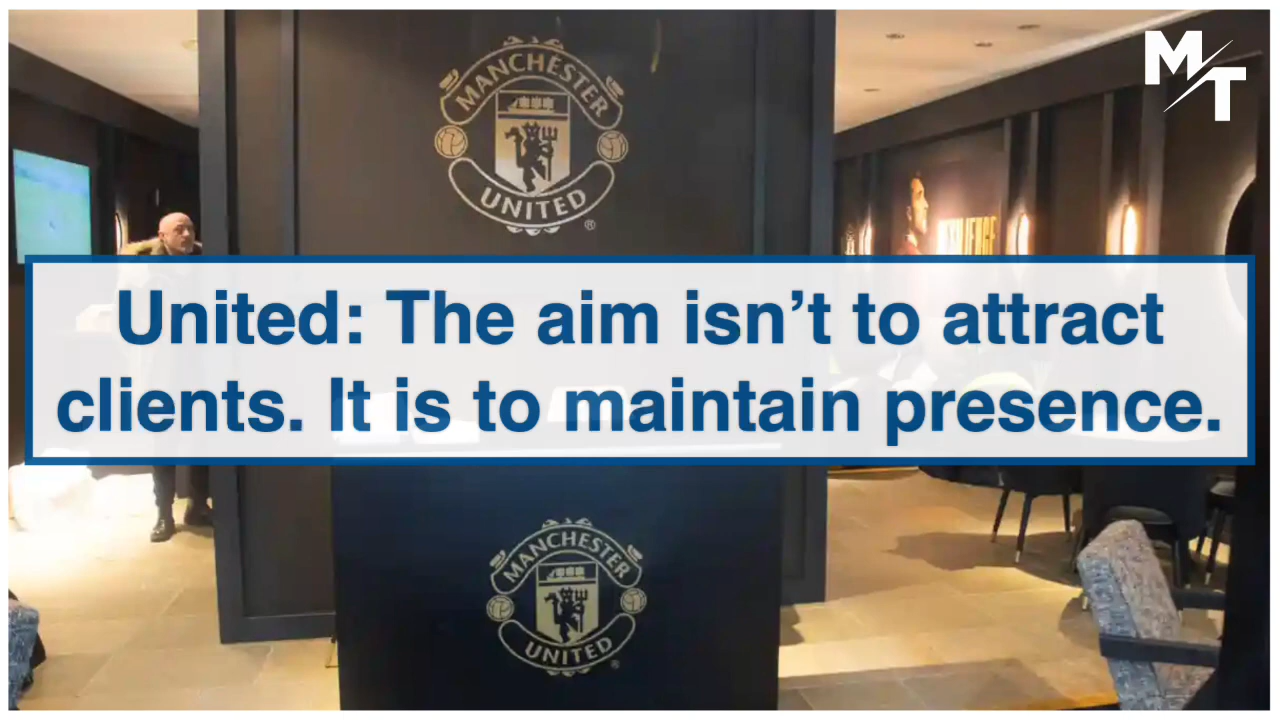 MANCHESTER
UNITED
®
M/T
United: The aim isn’t to attract
clients. It is to maintain presence.
MANCHESTER
UNITED
®